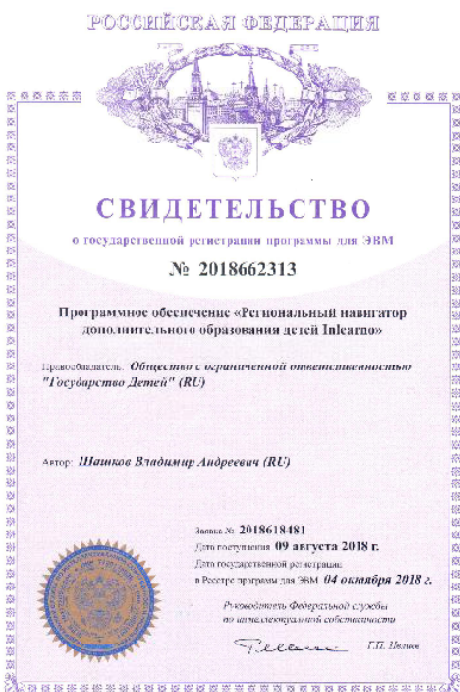 РОССИЙСКАЯ ФЕДЕРАЦИЯ
СВИДЕТЕЛЬСТВО
о государственной регистрации программы для ЭВМ
№ 2018662313
Программное обеспечение «Региональный навигатор
дополнительного образования детей Inlearno»
Правообладатель: Общество с ограниченной ответственностью
"Государство Детей" (RU)
Автор: Шашков Владимир Андреевич (RU)
Заявка № 2018618481
Дата поступления 09 августа 2018 г.
Дата государственной регистрации
в Реестре программ для ЭВМ 04 октября 2018 г.
Руководитель Федеральной службы
по интеллектуальной собственности
Г.П. Ивлиев